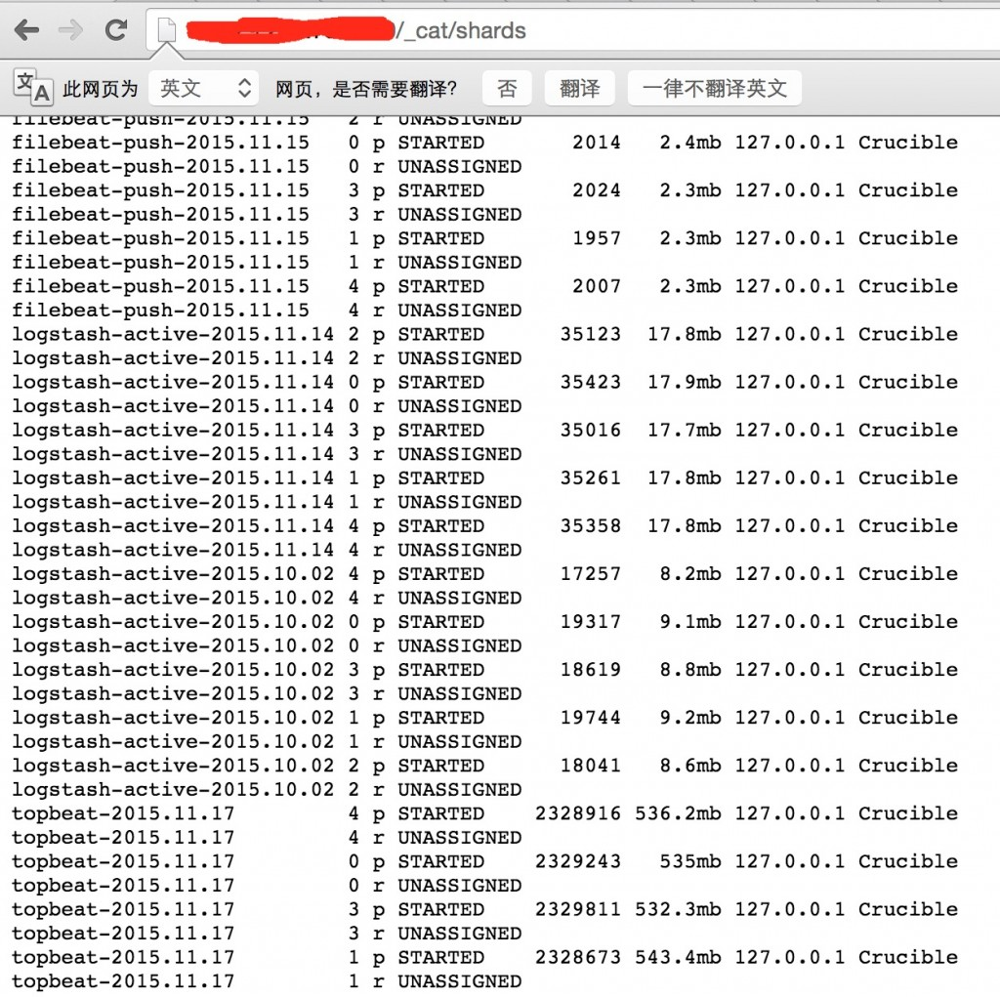 /_cat/shards
文A 此网页为 英文 网页，是否需要翻译? 否 翻译 一律不翻译英文
filebeat-push-2015.11.15 2 r UNASSIGNED
filebeat-push-2015.11.15 0 p STARTED 2014 2.4mb 127.0.0.1 Crucible
filebeat-push-2015.11.15 0 r UNASSIGNED
filebeat-push-2015.11.15 3 p STARTED 2024 2.3mb 127.0.0.1 Crucible
filebeat-push-2015.11.15 3 r UNASSIGNED
filebeat-push-2015.11.15 1 p STARTED 1957 2.3mb 127.0.0.1 Crucible
filebeat-push-2015.11.15 1 r UNASSIGNED
filebeat-push-2015.11.15 4 p STARTED 2007 2.3mb 127.0.0.1 Crucible
filebeat-push-2015.11.15 4 r UNASSIGNED
logstash-active-2015.11.14 2 p STARTED 35123 17.8mb 127.0.0.1 Crucible
logstash-active-2015.11.14 2 r UNASSIGNED
logstash-active-2015.11.14 0 p STARTED 35423 17.9mb 127.0.0.1 Crucible
logstash-active-2015.11.14 0 r UNASSIGNED
logstash-active-2015.11.14 3 p STARTED 35016 17.7mb 127.0.0.1 Crucible
logstash-active-2015.11.14 3 r UNASSIGNED
logstash-active-2015.11.14 1 p STARTED 35261 17.8mb 127.0.0.1 Crucible
logstash-active-2015.11.14 1 r UNASSIGNED
logstash-active-2015.11.14 4 p STARTED 35358 17.8mb 127.0.0.1 Crucible
logstash-active-2015.11.14 4 r UNASSIGNED
logstash-active-2015.10.02 4 p STARTED 17257 8.2mb 127.0.0.1 Crucible
logstash-active-2015.10.02 4 r UNASSIGNED
logstash-active-2015.10.02 0 p STARTED 19317 9.1mb 127.0.0.1 Crucible
logstash-active-2015.10.02 0 r UNASSIGNED
logstash-active-2015.10.02 3 p STARTED 18619 8.8mb 127.0.0.1 Crucible
logstash-active-2015.10.02 3 r UNASSIGNED
logstash-active-2015.10.02 1 p STARTED 19744 9.2mb 127.0.0.1 Crucible
logstash-active-2015.10.02 1 r UNASSIGNED
logstash-active-2015.10.02 2 p STARTED 18041 8.6mb 127.0.0.1 Crucible
logstash-active-2015.10.02 2 r UNASSIGNED
topbeat-2015.11.17 4 p STARTED 2328916 536.2mb 127.0.0.1 Crucible
topbeat-2015.11.17 4 r UNASSIGNED
topbeat-2015.11.17 0 p STARTED 2329243 535mb 127.0.0.1 Crucible
topbeat-2015.11.17 0 r UNASSIGNED
topbeat-2015.11.17 3 p STARTED 2329811 532.3mb 127.0.0.1 Crucible
topbeat-2015.11.17 3 r UNASSIGNED
topbeat-2015.11.17 1 p STARTED 2328673 543.4mb 127.0.0.1 Crucible
topbeat-2015.11.17 1 r UNASSIGNED